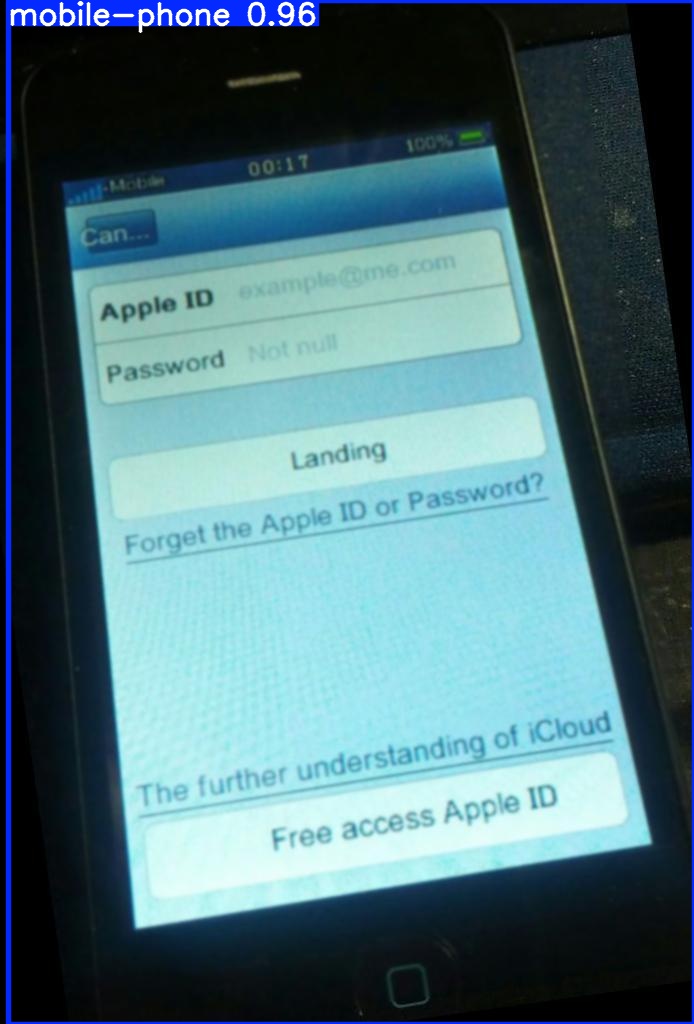 mobile-phone 0.96
Mobile 00:17 100%
Can...
Apple ID example@me.com
Password Not null
Landing
Forget the Apple ID or Password?
The further understanding of iCloud
Free access Apple ID